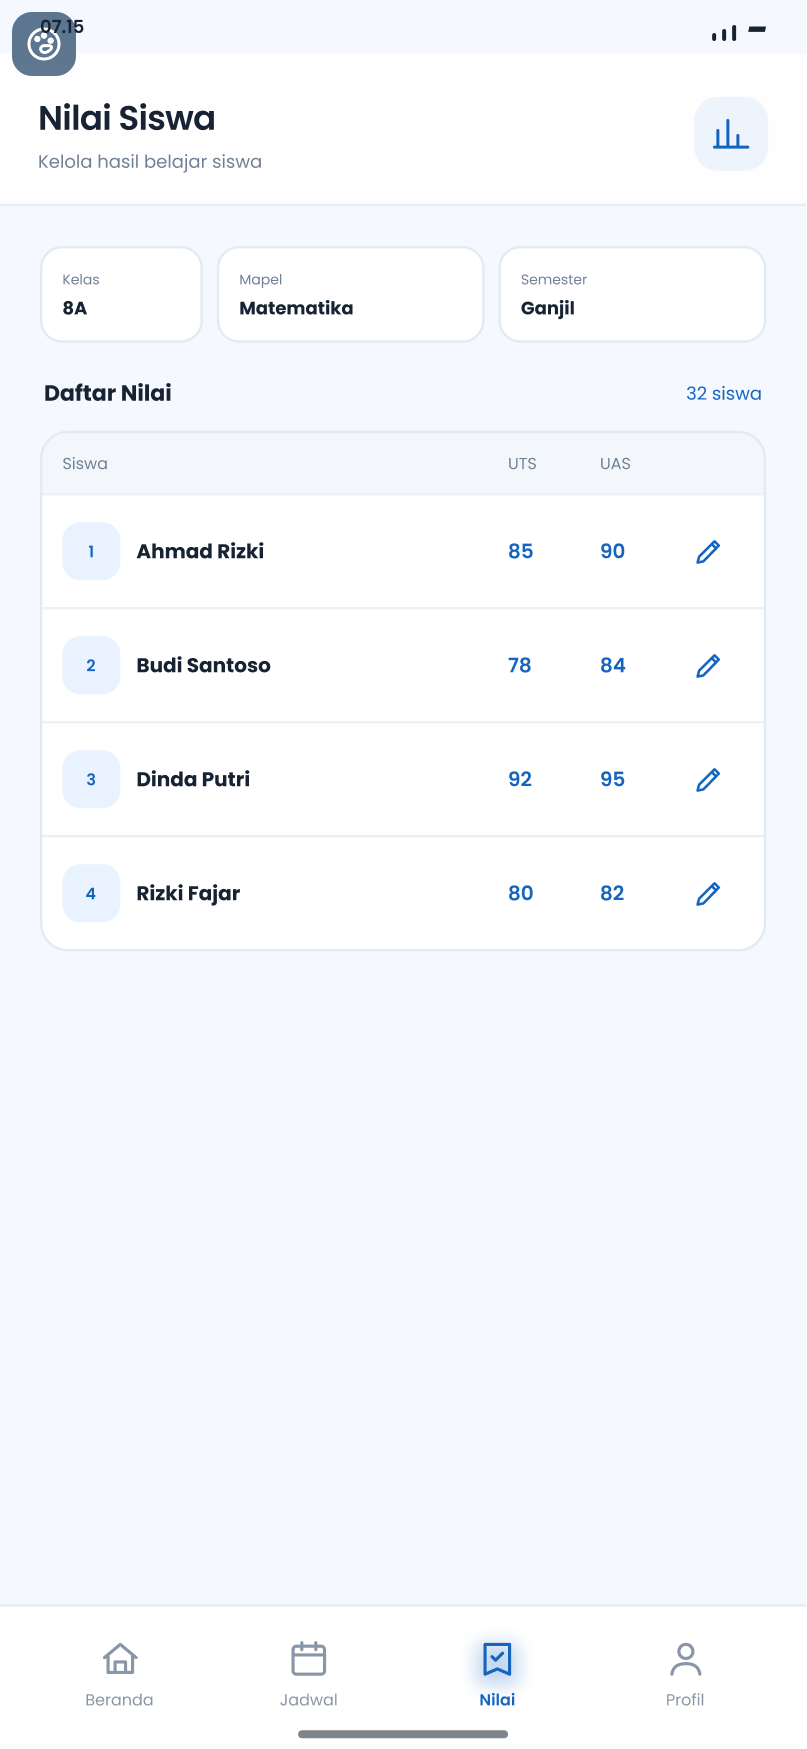 07.15
Nilai Siswa
Kelola hasil belajar siswa
Kelas
8A
Mapel
Matematika
Semester
Ganjil
Daftar Nilai
32 siswa
Siswa UTS UAS
1 Ahmad Rizki 85 90
2 Budi Santoso 78 84
3 Dinda Putri 92 95
4 Rizki Fajar 80 82
Beranda Jadwal Nilai Profil